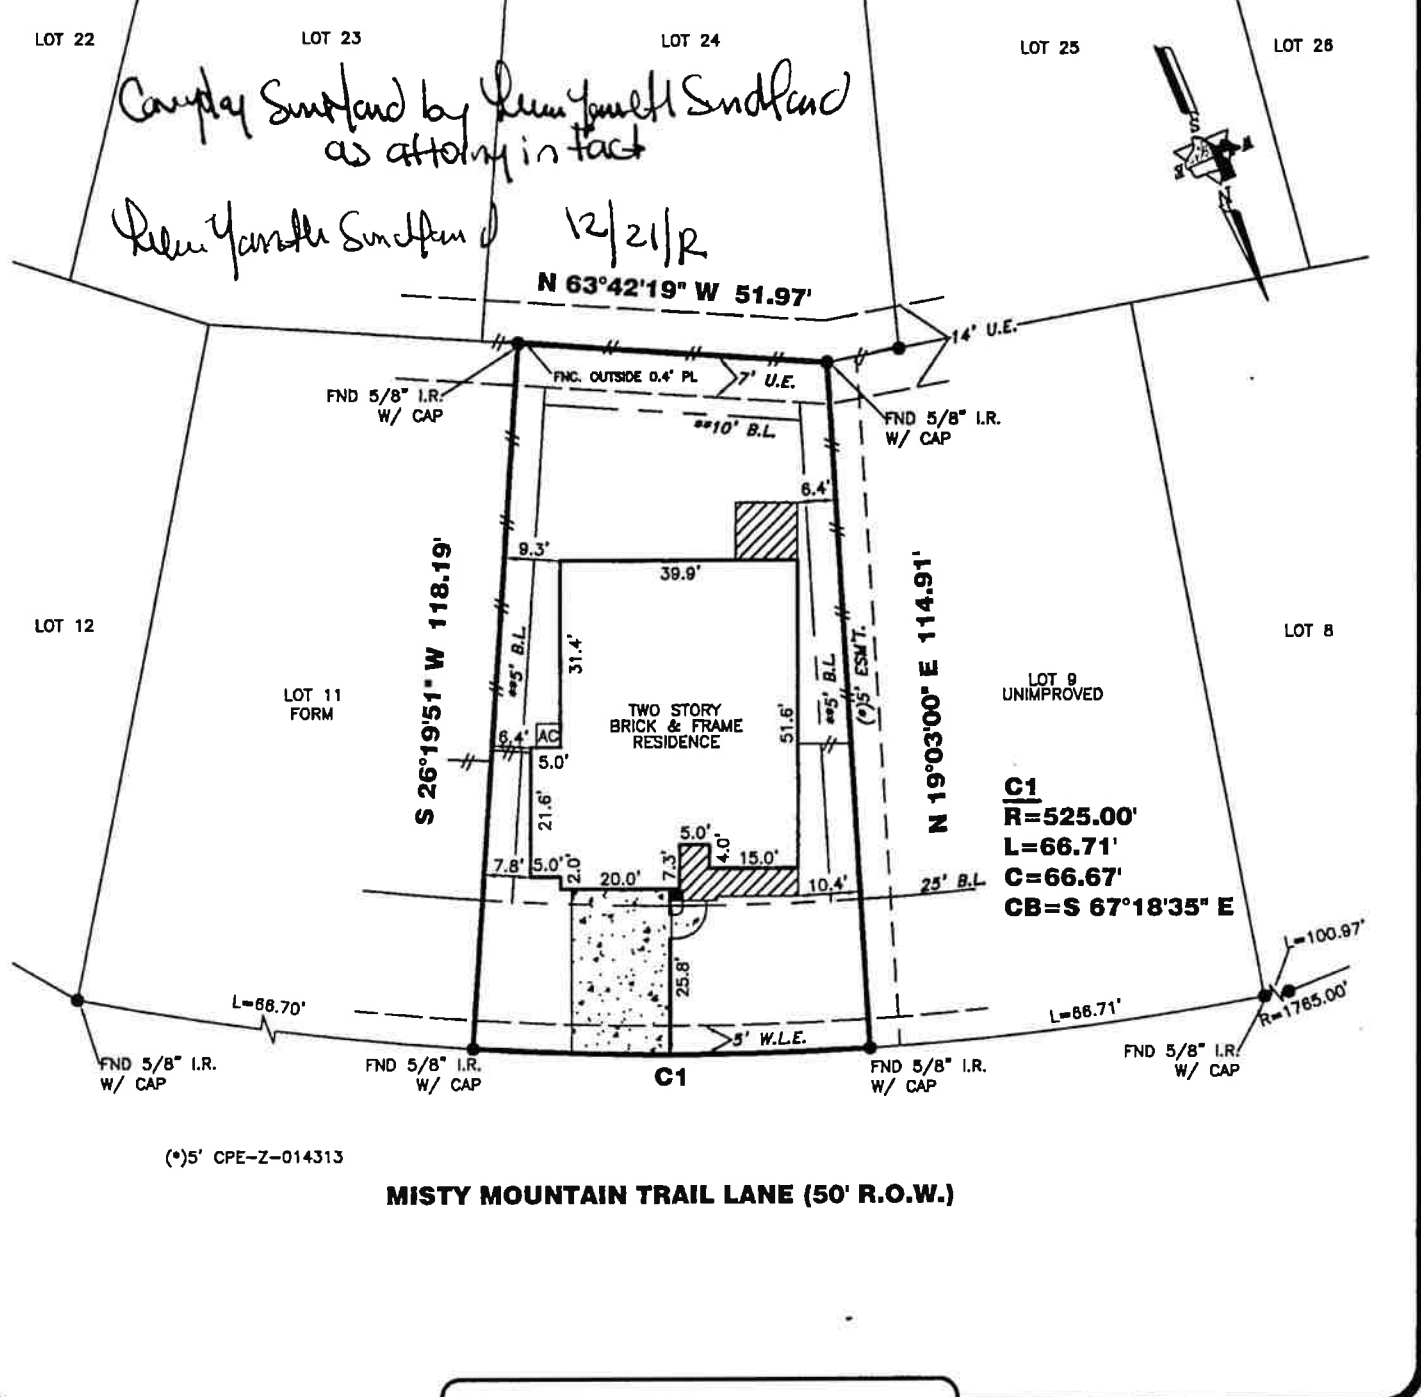 LOT 22
LOT 23
LOT 24
LOT 25
LOT 26
by
as attorny in fact
12/21/R
S
N
N 63°42'19" W 51.97'
14' U.E.
FNC. OUTSIDE 0.4' PL
7' U.E.
FND 5/8" I.R.
W/ CAP
FND 5/8" I.R.
W/ CAP
**10' B.L.
6.4'
9.3'
39.9'
S 26°19'51" W 118.19'
N 19°03'00" E 114.91'
LOT 12
LOT 11
FORM
**5' B.L.
31.4'
TWO STORY
BRICK & FRAME
RESIDENCE
51.6'
**5' B.L.
(*)5' ESM'T.
LOT 9
UNIMPROVED
LOT 8
6.4'
AC
5.0'
21.6'
C1
R=525.00'
L=66.71'
C=66.67'
CB=S 67°18'35" E
5.0'
4.0'
7.8'
5.0'
2.0'
20.0'
7.3'
15.0'
10.4'
25' B.L.
25.8'
L=66.70'
L=66.71'
L=100.97'
R=1765.00'
5' W.L.E.
C1
FND 5/8" I.R.
W/ CAP
FND 5/8" I.R.
W/ CAP
FND 5/8" I.R.
W/ CAP
FND 5/8" I.R.
W/ CAP
(*)5' CPE-Z-014313
MISTY MOUNTAIN TRAIL LANE (50' R.O.W.)